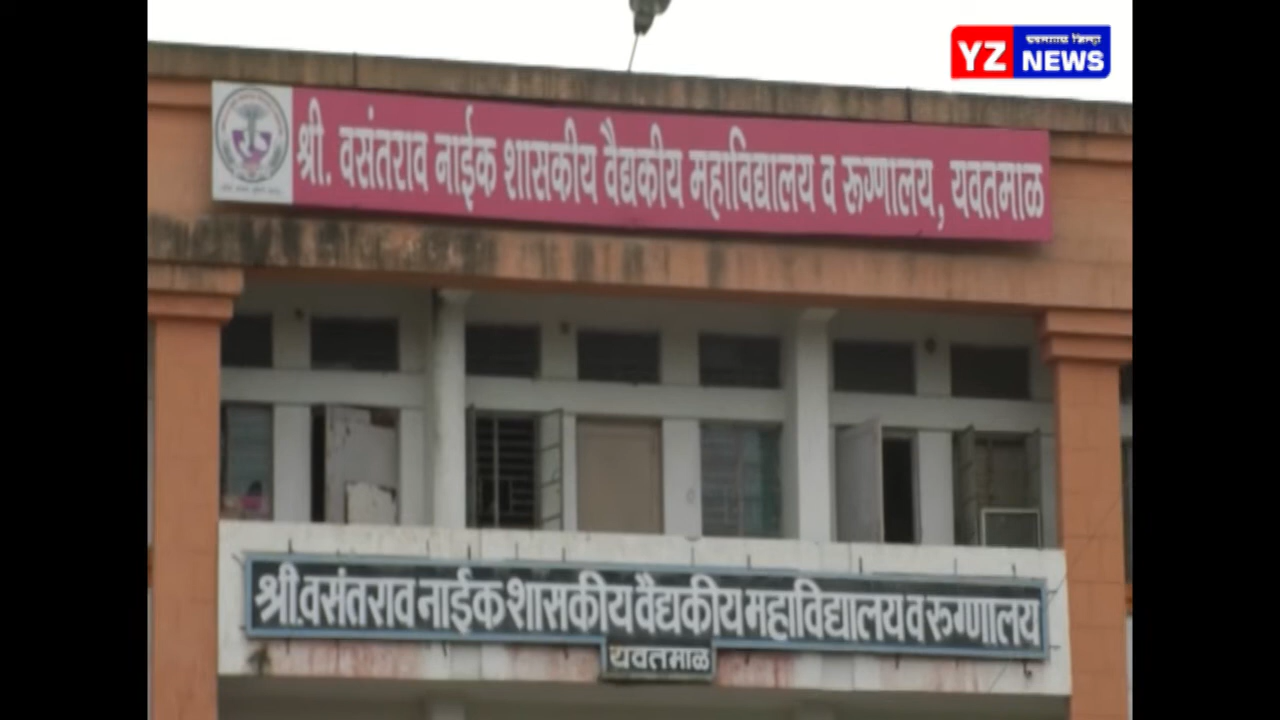 YZ NEWS
श्री. वसंतराव नाईक शासकीय वैद्यकीय महाविद्यालय व रूग्णालय, यवतमाळ
श्री.वसंतराव नाईक शासकीय वैद्यकीय महाविद्यालय व रुग्णालय
यवतमाळ